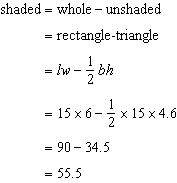 shaded = whole − unshaded
= rectangle-triangle
= lw − 1/2 bh
= 15 x 6 − 1/2 x 15 x 4.6
= 90 − 34.5
= 55.5